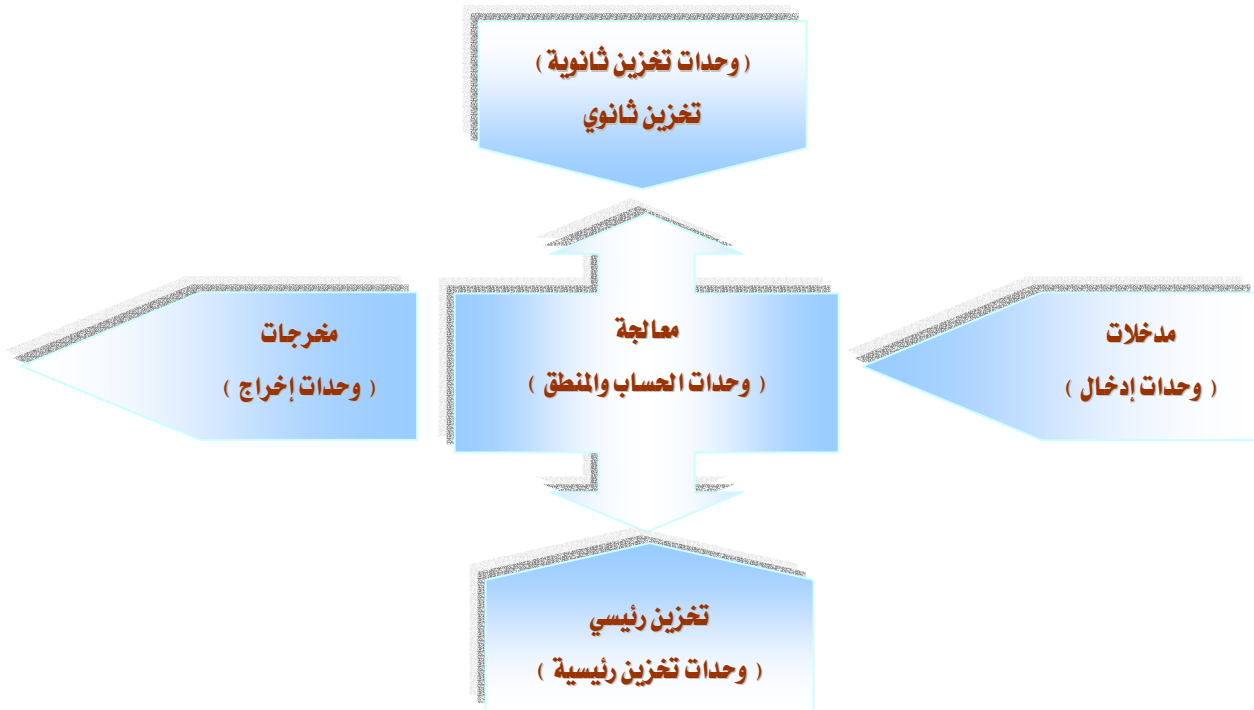 ( وحدات تخزين ثانوية )
تخزين ثانوي
مدخلات
( وحدات إدخال )
معالجة
( وحدات الحساب والمنطق )
مخرجات
( وحدات إخراج )
تخزين رئيسي
( وحدات تخزين رئيسية )